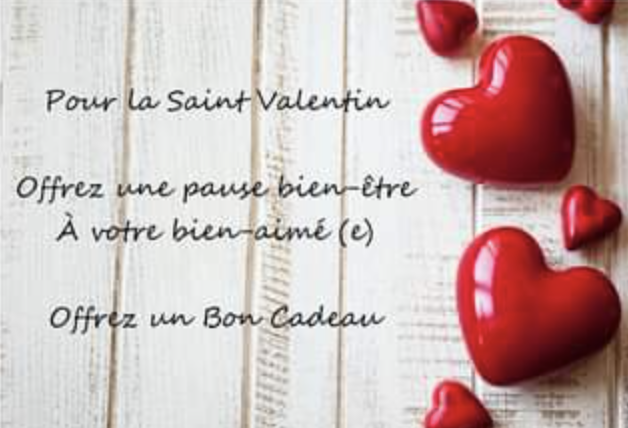 Pour la Saint Valentin
Offrez une pause bien-être
À votre bien-aimé (e)
Offrez un Bon Cadeau